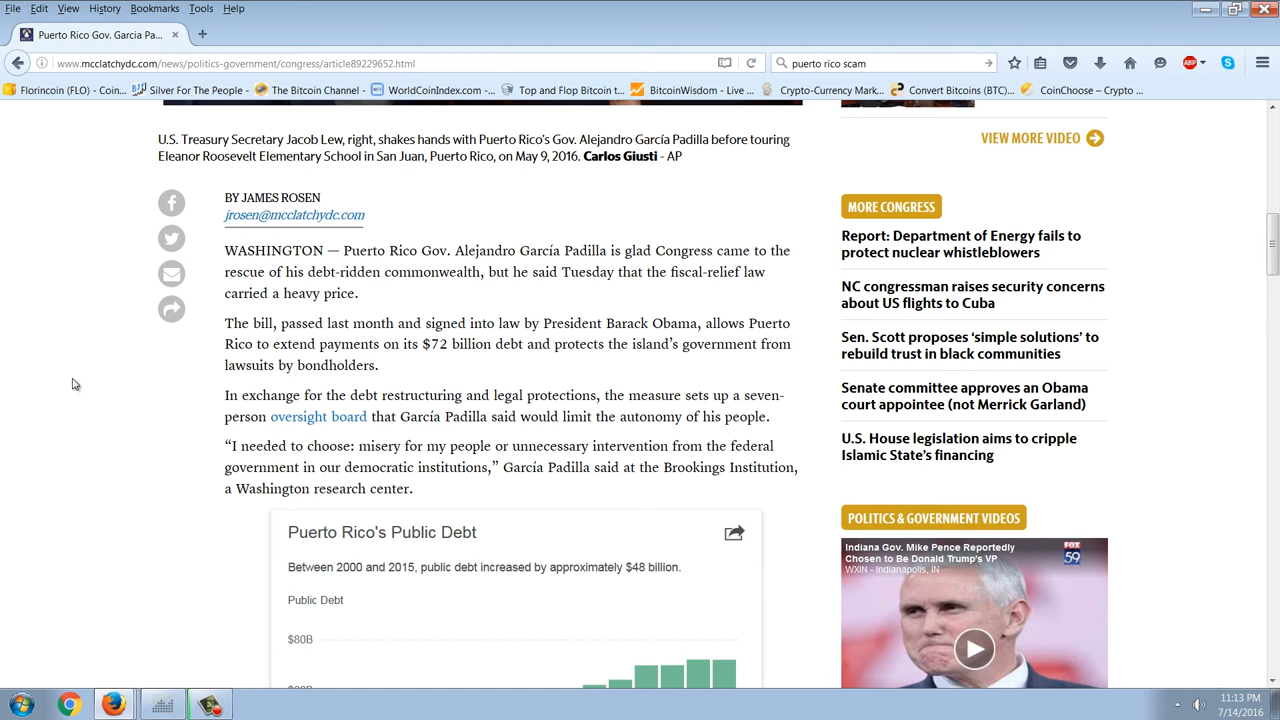 File Edit View History Bookmarks Tools Help
Puerto Rico Gov. Garcia Pa...
www.mcclatchydc.com/news/politics-government/congress/article89229652.html
puerto rico scam
ABP
Florincoin (FLO) - Coin...
Silver For The People -
The Bitcoin Channel -
WorldCoinIndex.com -...
Top and Flop Bitcoin t...
BitcoinWisdom - Live ...
Crypto-Currency Mark...
Convert Bitcoins (BTC)...
CoinChoose – Crypto ...
U.S. Treasury Secretary Jacob Lew, right, shakes hands with Puerto Rico's Gov. Alejandro García Padilla before touring
Eleanor Roosevelt Elementary School in San Juan, Puerto Rico, on May 9, 2016. Carlos Giusti - AP
BY JAMES ROSEN
jrosen@mcclatchydc.com
WASHINGTON — Puerto Rico Gov. Alejandro García Padilla is glad Congress came to the
rescue of his debt-ridden commonwealth, but he said Tuesday that the fiscal-relief law
carried a heavy price.
The bill, passed last month and signed into law by President Barack Obama, allows Puerto
Rico to extend payments on its $72 billion debt and protects the island's government from
lawsuits by bondholders.
In exchange for the debt restructuring and legal protections, the measure sets up a seven-
person oversight board that García Padilla said would limit the autonomy of his people.
“I needed to choose: misery for my people or unnecessary intervention from the federal
government in our democratic institutions,” García Padilla said at the Brookings Institution,
a Washington research center.
Puerto Rico's Public Debt
Between 2000 and 2015, public debt increased by approximately $48 billion.
Public Debt
$80B
VIEW MORE VIDEO
MORE CONGRESS
Report: Department of Energy fails to
protect nuclear whistleblowers
NC congressman raises security concerns
about US flights to Cuba
Sen. Scott proposes ‘simple solutions’ to
rebuild trust in black communities
Senate committee approves an Obama
court appointee (not Merrick Garland)
U.S. House legislation aims to cripple
Islamic State’s financing
POLITICS & GOVERNMENT VIDEOS
Indiana Gov. Mike Pence Reportedly
Chosen to Be Donald Trump's VP
WXIN - Indianapolis, IN
FOX
59
11:13 PM
7/14/2016